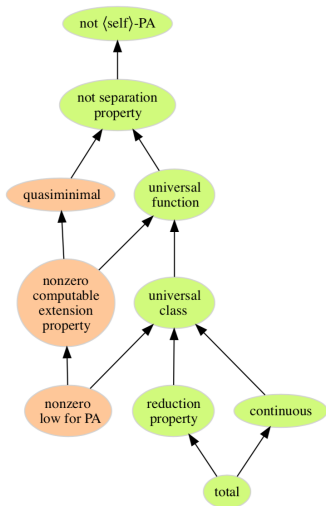 not ⟨self⟩-PA
not separation
property
quasiminimal
universal
function
nonzero
computable
extension
property
universal
class
nonzero
low for PA
reduction
property
continuous
total